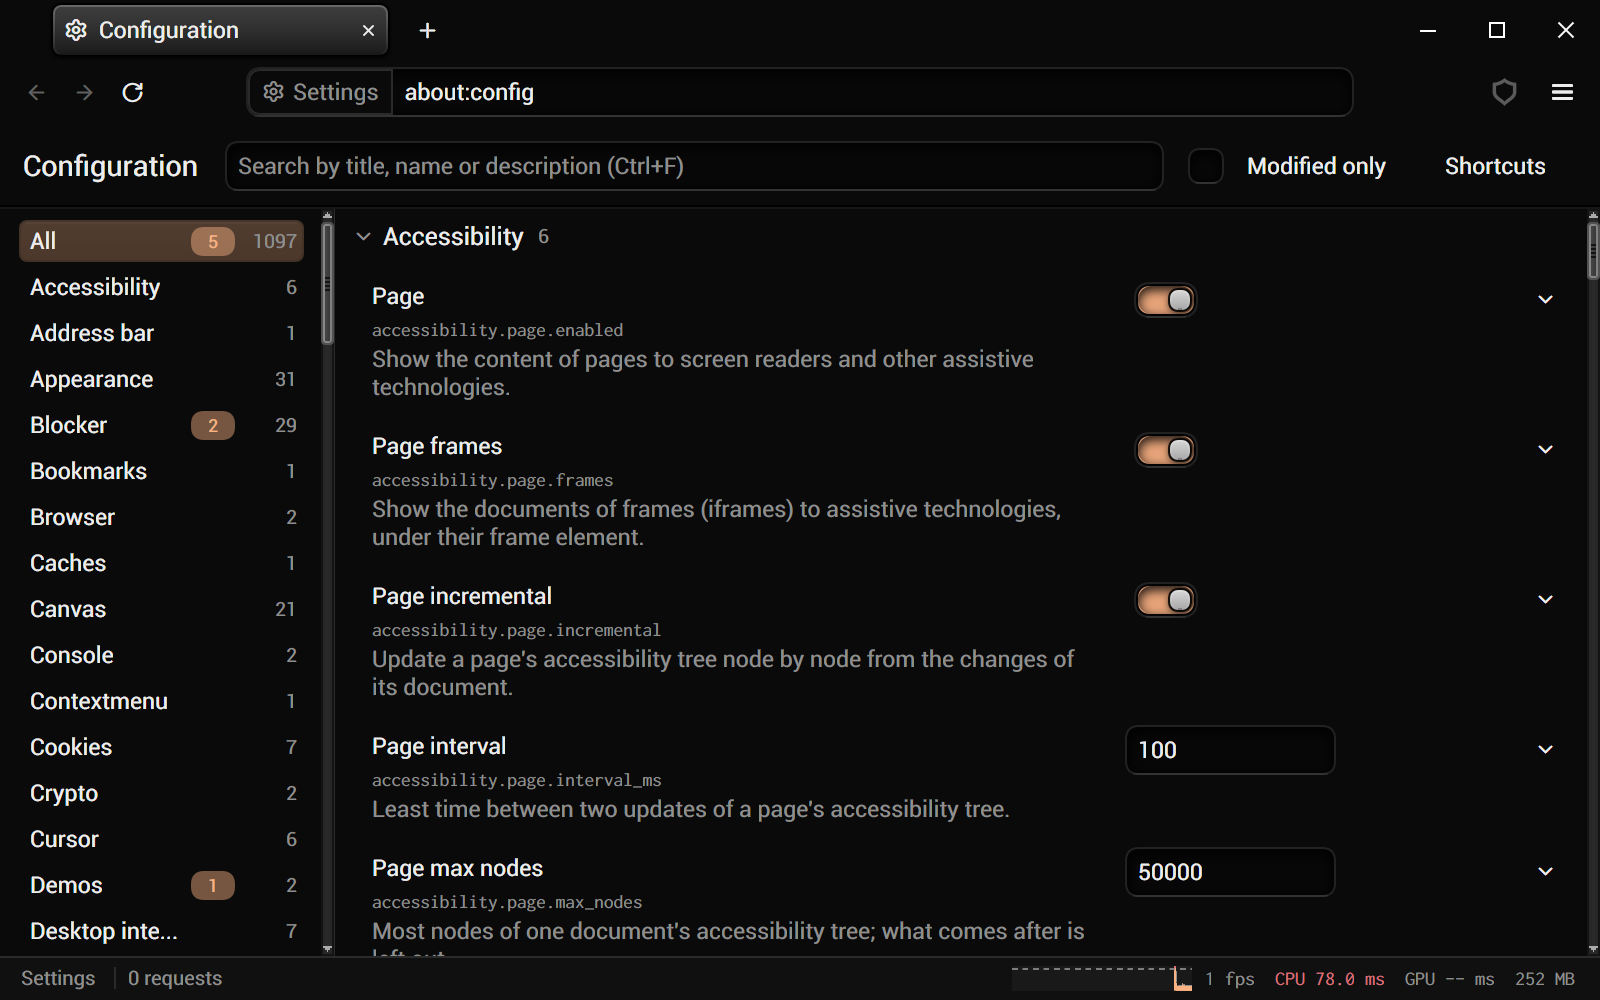 Configuration
Settings about:config
Configuration Search by title, name or description (Ctrl+F) Modified only Shortcuts
All 5 1097
Accessibility 6
Address bar 1
Appearance 31
Blocker 2 29
Bookmarks 1
Browser 2
Caches 1
Canvas 21
Console 2
Contextmenu 1
Cookies 7
Crypto 2
Cursor 6
Demos 1 2
Desktop inte... 7
Accessibility 6
Page
accessibility.page.enabled
Show the content of pages to screen readers and other assistive
technologies.
Page frames
accessibility.page.frames
Show the documents of frames (iframes) to assistive technologies,
under their frame element.
Page incremental
accessibility.page.incremental
Update a page's accessibility tree node by node from the changes of
its document.
Page interval
100
accessibility.page.interval_ms
Least time between two updates of a page's accessibility tree.
Page max nodes
50000
accessibility.page.max_nodes
Most nodes of one document's accessibility tree; what comes after is
left out.
Settings 0 requests 1 fps CPU 78.0 ms GPU -- ms 252 MB